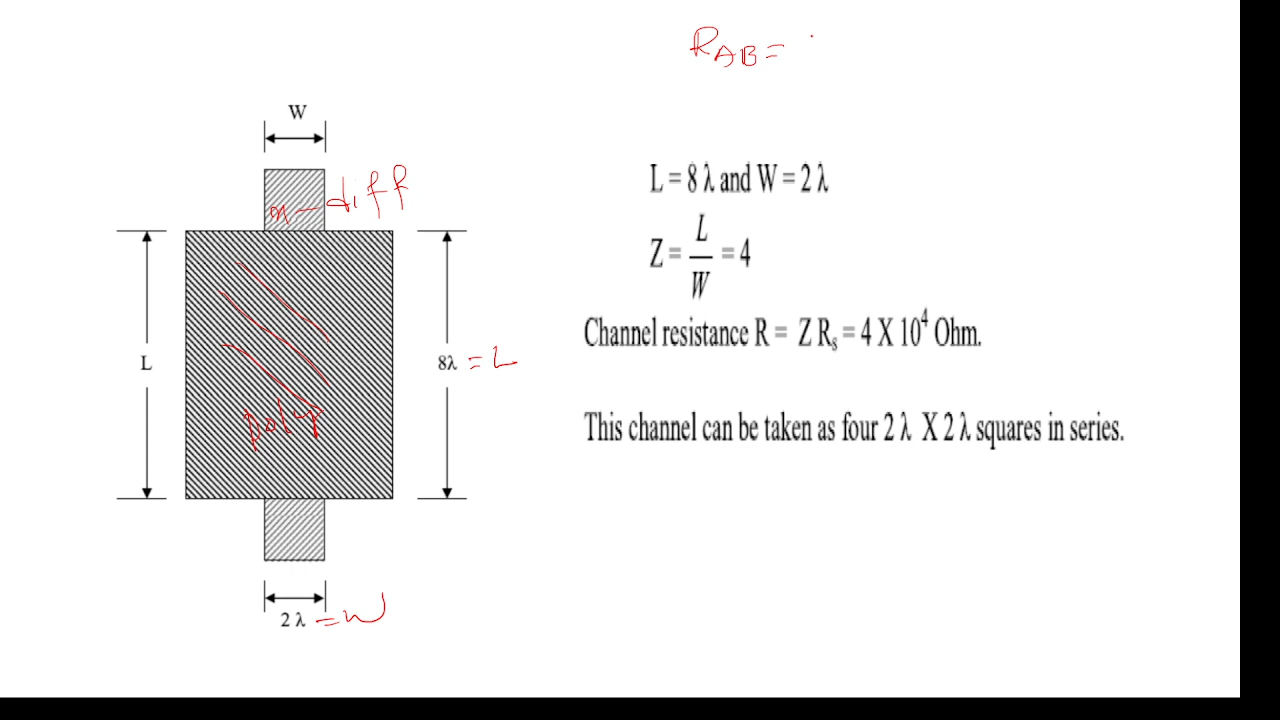 R_AB =
W
L = 8 λ and W = 2 λ
n-diff
Z = L/W = 4
Channel resistance R = Z R_s = 4 X 10^4 Ohm.
L
8λ = L
poly
This channel can be taken as four 2 λ X 2 λ squares in series.
2 λ = W